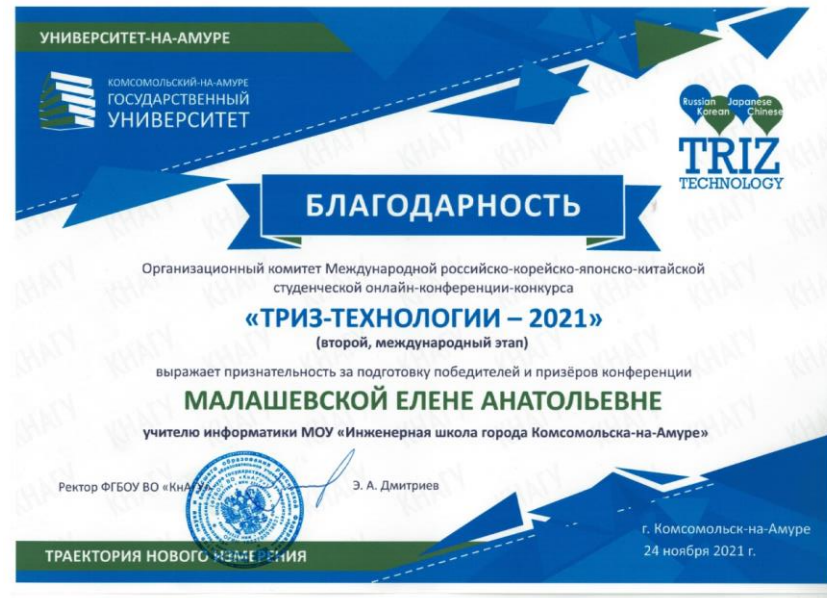 УНИВЕРСИТЕТ-НА-АМУРЕ
КОМСОМОЛЬСКИЙ-НА-АМУРЕ
ГОСУДАРСТВЕННЫЙ
УНИВЕРСИТЕТ
Russian Japanese
Korean Chinese
TRIZ
TECHNOLOGY
БЛАГОДАРНОСТЬ
Организационный комитет Международной российско-корейско-японско-китайской
студенческой онлайн-конференции-конкурса
«ТРИЗ-ТЕХНОЛОГИИ – 2021»
(второй, международный этап)
выражает признательность за подготовку победителей и призёров конференции
МАЛАШЕВСКОЙ ЕЛЕНЕ АНАТОЛЬЕВНЕ
учителю информатики МОУ «Инженерная школа города Комсомольска-на-Амуре»
Ректор ФГБОУ ВО «КнАГУ»
Э. А. Дмитриев
г. Комсомольск-на-Амуре
24 ноября 2021 г.
ТРАЕКТОРИЯ НОВОГО ИЗМЕРЕНИЯ